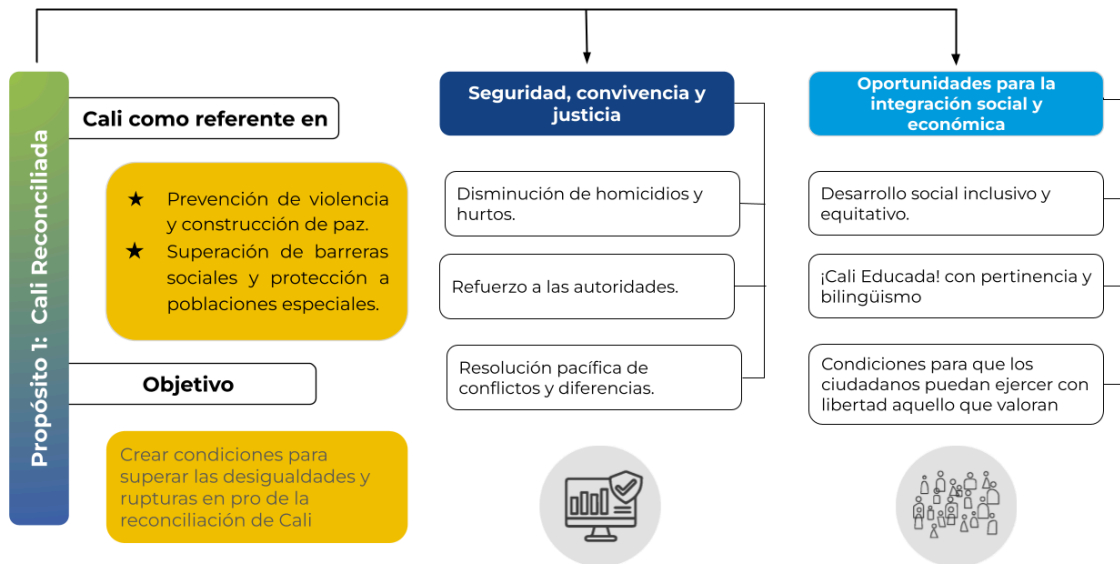 Propósito 1: Cali Reconciliada
Cali como referente en
★ Prevención de violencia
y construcción de paz.
★ Superación de barreras
sociales y protección a
poblaciones especiales.
Objetivo
Crear condiciones para
superar las desigualdades y
rupturas en pro de la
reconciliación de Cali
Seguridad, convivencia y
justicia
Disminución de homicidios y
hurtos.
Refuerzo a las autoridades.
Resolución pacífica de
conflictos y diferencias.
Oportunidades para la
integración social y
económica
Desarrollo social inclusivo y
equitativo.
¡Cali Educada! con pertinencia y
bilingüismo
Condiciones para que los
ciudadanos puedan ejercer con
libertad aquello que valoran